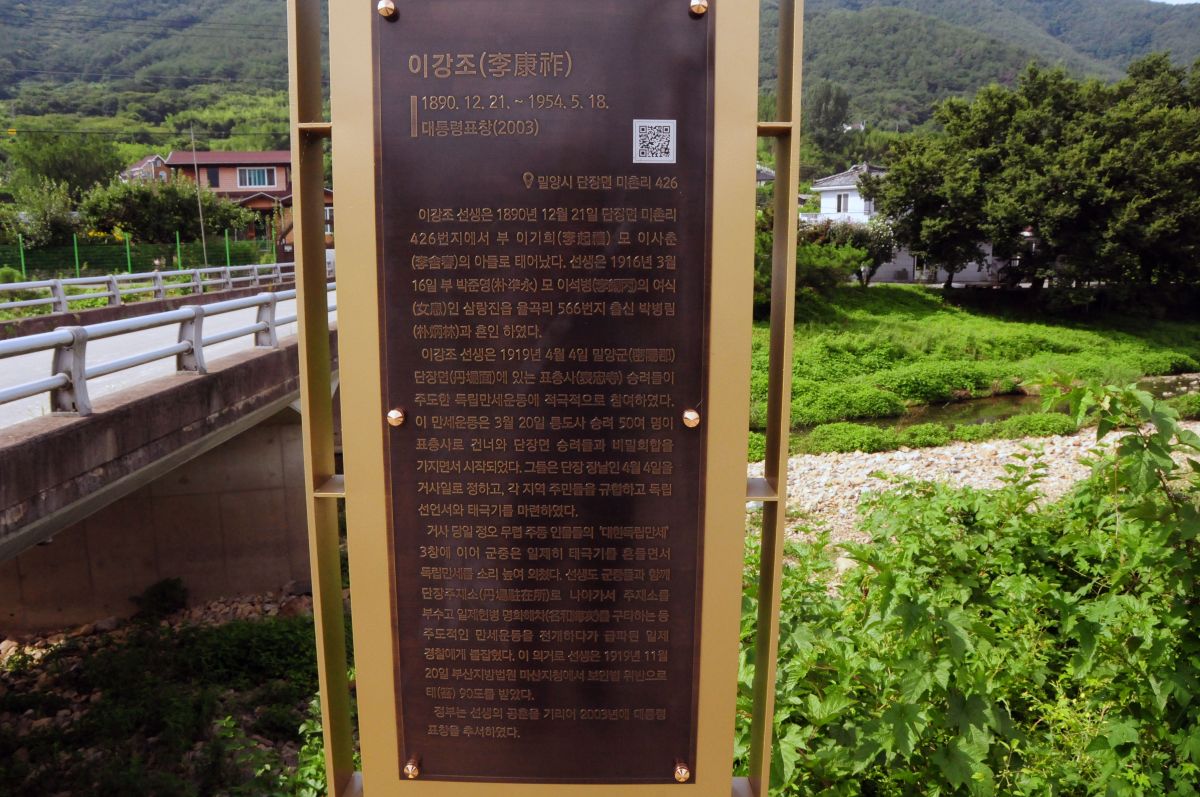 이강조(李康祚)
1890. 12. 21. ~ 1954. 5. 18.
대통령표창(2003)
밀양시 단장면 미촌리 426
이강조 선생은 1890년 12월 21일 단장면 미촌리
426번지에서 부 이기희(李起) 모 이사춘
의 아들로 태어났다. 선생은 1916년 3월
16일 부 박준영(朴準永) 모 이석병의 여식
(女息)인 삼랑진읍 율곡리 566번지 출신 박병림
(朴炳林)과 혼인 하였다.
이강조 선생은 1919년 4월 4일 밀양군(密陽郡)
단장면(丹場面)에 있는 표충사(表忠寺) 승려들이
주도한 독립만세운동에 적극적으로 참여하였다.
이 만세운동은 3월 20일 통도사 승려 50여 명이
표충사로 건너와 단장면 승려들과 비밀회합을
가지면서 시작되었다. 그들은 단장 장날인 4월 4일을
거사일로 정하고, 각 지역 주민들을 규합하고 독립
선언서와 태극기를 마련하였다.
거사 당일 정오 무렵 주동 인물들의 '대한독립만세'
3창에 이어 군중은 일제히 태극기를 흔들면서
독립만세를 소리 높여 외쳤다. 선생도 군중들과 함께
단장주재소(丹場駐在所)로 나아가서 주재소를
부수고 일제헌병 명화해치를 구타하는 등
주도적인 만세운동을 전개하다가 급파된 일제
경찰에게 붙잡혔다. 이 의거로 선생은 1919년 11월
20일 부산지방법원 마산지청에서 보안법 위반으로
태(笞) 90도를 받았다.
정부는 선생의 공훈을 기리어 2003년에 대통령
표창을 추서하였다.